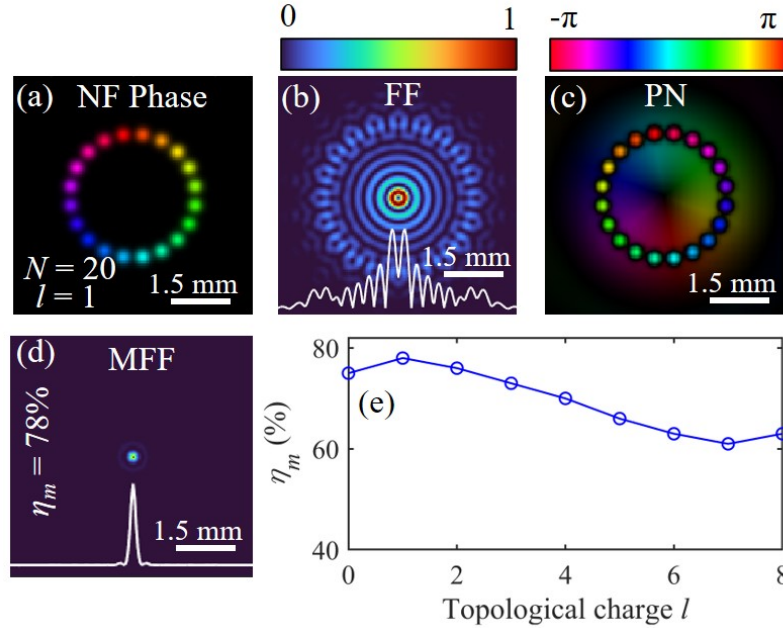 0 1
-π π
(a) NF Phase
N = 20
l = 1
1.5 mm
(b) FF
1.5 mm
(c) PN
1.5 mm
(d) MFF
ηm = 78%
1.5 mm
(e)
ηm (%)
80
60
40
0 2 4 6 8
Topological charge l